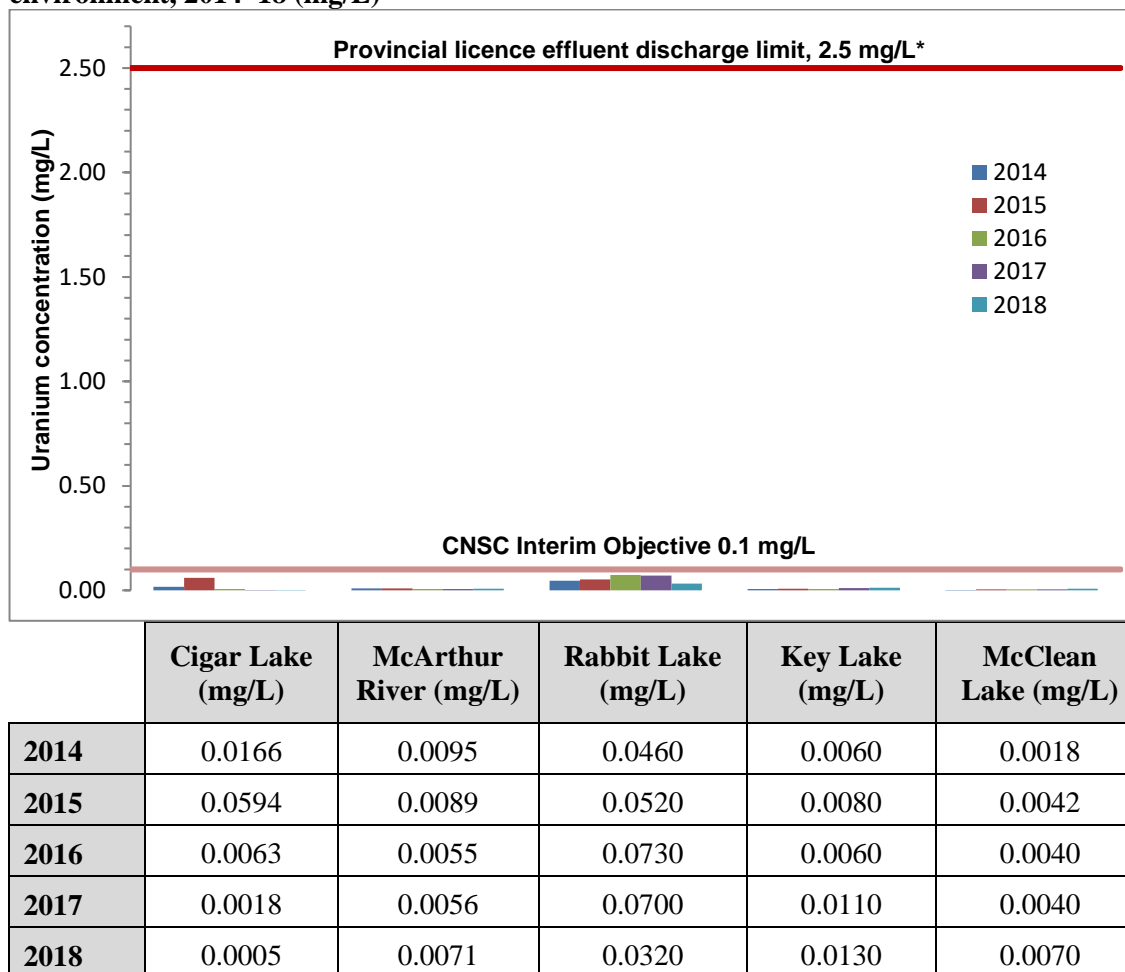 environment, 2014–18 (mg/L)
Provincial licence effluent discharge limit, 2.5 mg/L*
Uranium concentration (mg/L)
2.50
2.00
1.50
1.00
0.50
0.00
2014
2015
2016
2017
2018
CNSC Interim Objective 0.1 mg/L
Cigar Lake (mg/L) McArthur River (mg/L) Rabbit Lake (mg/L) Key Lake (mg/L) McClean Lake (mg/L)
2014 0.0166 0.0095 0.0460 0.0060 0.0018
2015 0.0594 0.0089 0.0520 0.0080 0.0042
2016 0.0063 0.0055 0.0730 0.0060 0.0040
2017 0.0018 0.0056 0.0700 0.0110 0.0040
2018 0.0005 0.0071 0.0320 0.0130 0.0070